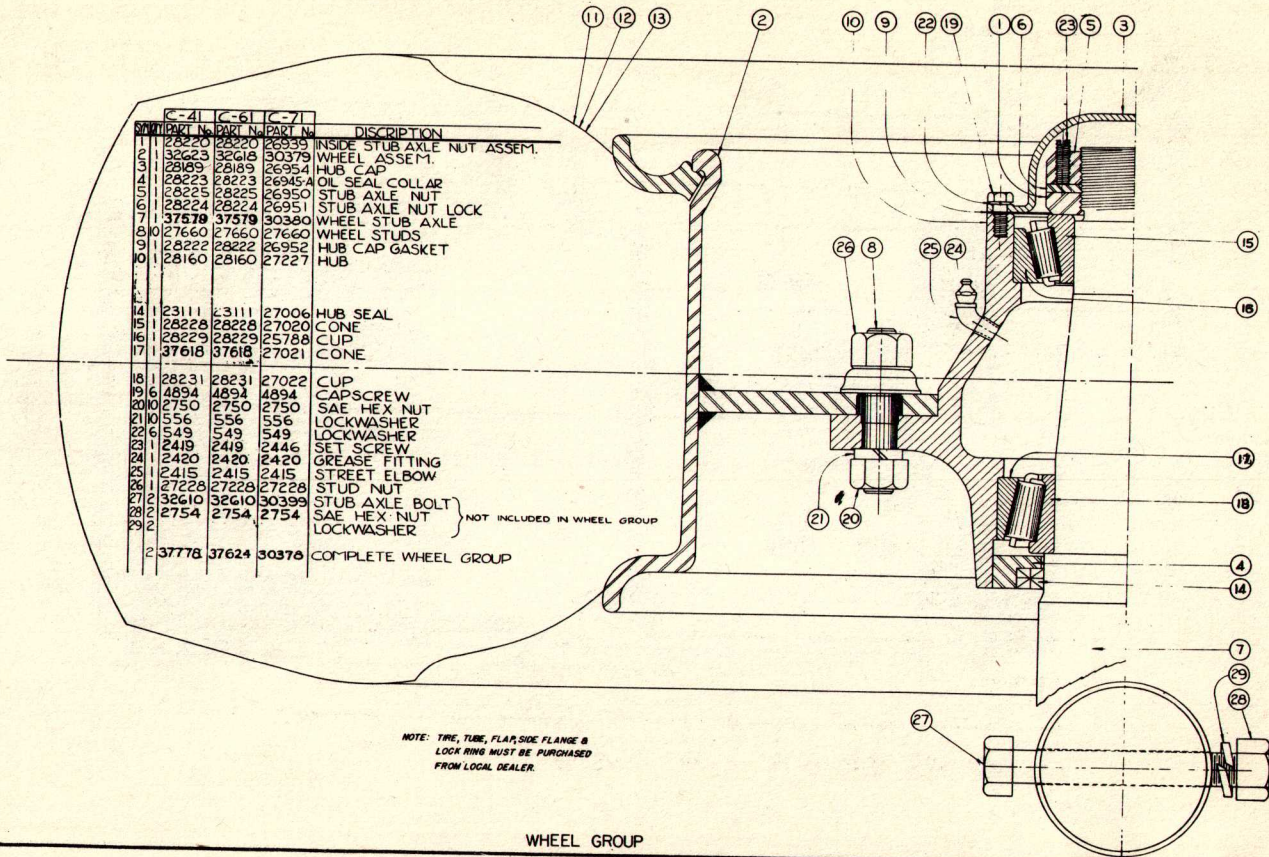 11 12 13 2 10 9 22 19 1 6 23 5 3
C-41 C-61 C-71
SYM QTY PART No. PART No. PART No. DISCRIPTION
1 1 28220 28220 26939 INSIDE STUB AXLE NUT ASSEM.
2 1 32623 32618 30379 WHEEL ASSEM.
3 1 28189 28189 26954 HUB CAP
4 1 28223 28223 26945-A OIL SEAL COLLAR
5 1 28225 28225 26950 STUB AXLE NUT
6 1 28224 28224 26951 STUB AXLE NUT LOCK
7 1 37579 37579 30380 WHEEL STUB AXLE
8 10 27660 27660 27660 WHEEL STUDS
9 1 28222 28222 26952 HUB CAP GASKET
10 1 28160 28160 27227 HUB
14 1 23111 23111 27006 HUB SEAL
15 1 28228 28228 27020 CONE
16 1 28229 28229 25788 CUP
17 1 37618 37618 27021 CONE
18 1 28231 28231 27022 CUP
19 6 4894 4894 4894 CAPSCREW
20 10 2750 2750 2750 SAE HEX NUT
21 10 556 556 556 LOCKWASHER
22 6 549 549 549 LOCKWASHER
23 1 2419 2419 2446 SET SCREW
24 1 2420 2420 2420 GREASE FITTING
25 1 2415 2415 2415 STREET ELBOW
26 1 27228 27228 27228 STUD NUT
27 2 32610 32610 30399 STUB AXLE BOLT
28 2 2754 2754 2754 SAE HEX NUT
NOT INCLUDED IN WHEEL GROUP
29 2 LOCKWASHER
2 37778 37624 30378 COMPLETE WHEEL GROUP
26 8 25 24
15
16
21 20
18
4
14
7
29
28
27
NOTE: TIRE, TUBE, FLAP, SIDE FLANGE &
LOCK RING MUST BE PURCHASED
FROM LOCAL DEALER.
WHEEL GROUP